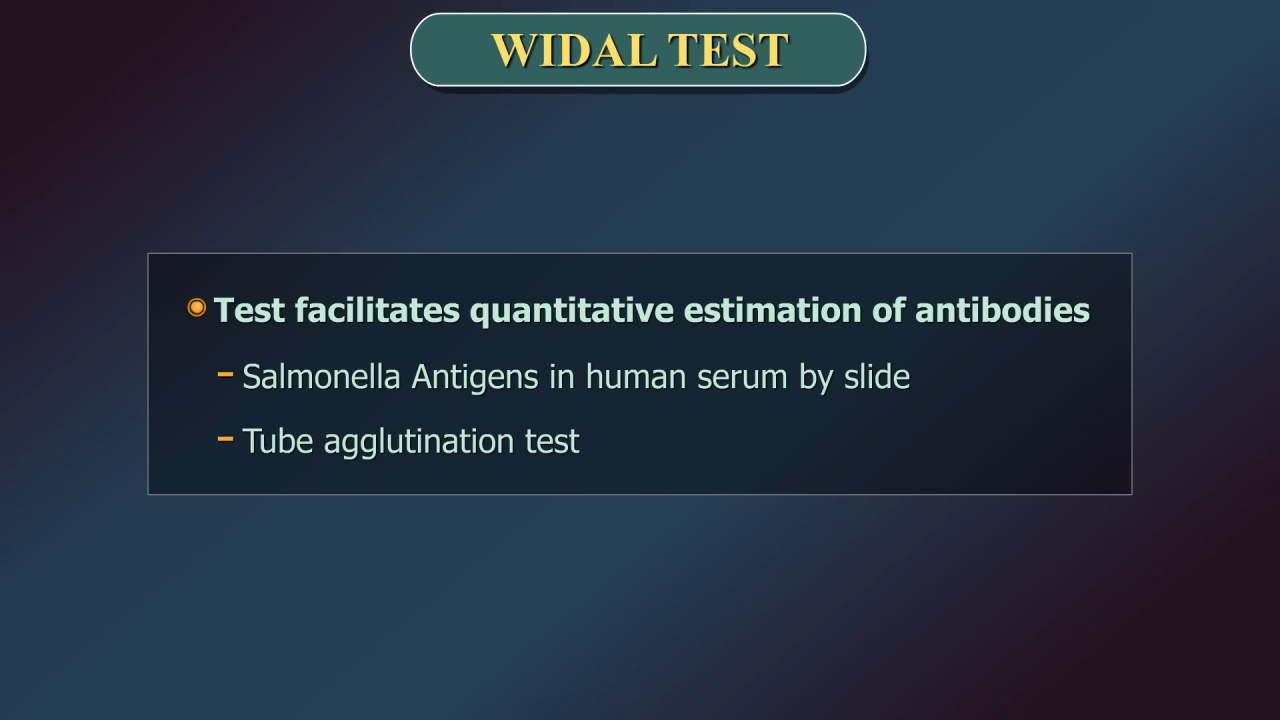 WIDAL TEST
Test facilitates quantitative estimation of antibodies
– Salmonella Antigens in human serum by slide
– Tube agglutination test